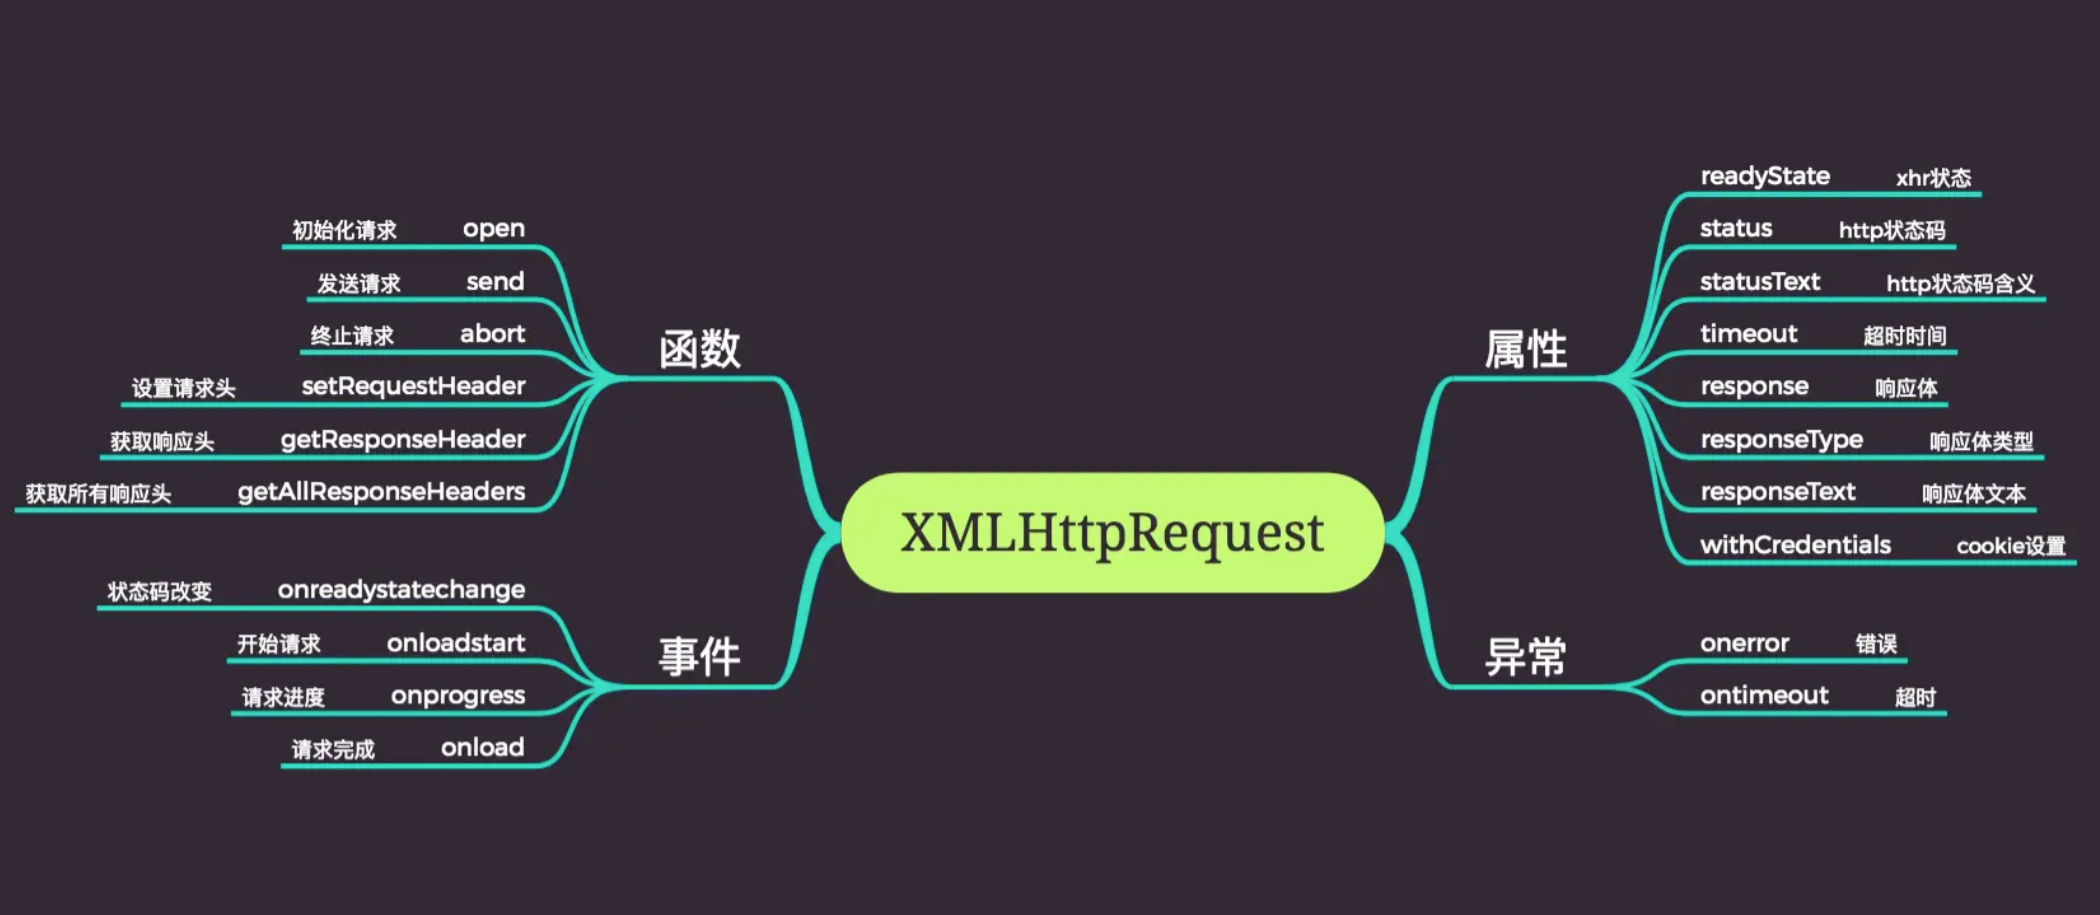 XMLHttpRequest
函数
初始化请求 open
发送请求 send
终止请求 abort
设置请求头 setRequestHeader
获取响应头 getResponseHeader
获取所有响应头 getAllResponseHeaders
事件
状态码改变 onreadystatechange
开始请求 onloadstart
请求进度 onprogress
请求完成 onload
属性
readyState xhr状态
status http状态码
statusText http状态码含义
timeout 超时时间
response 响应体
responseType 响应体类型
responseText 响应体文本
withCredentials cookie设置
异常
onerror 错误
ontimeout 超时